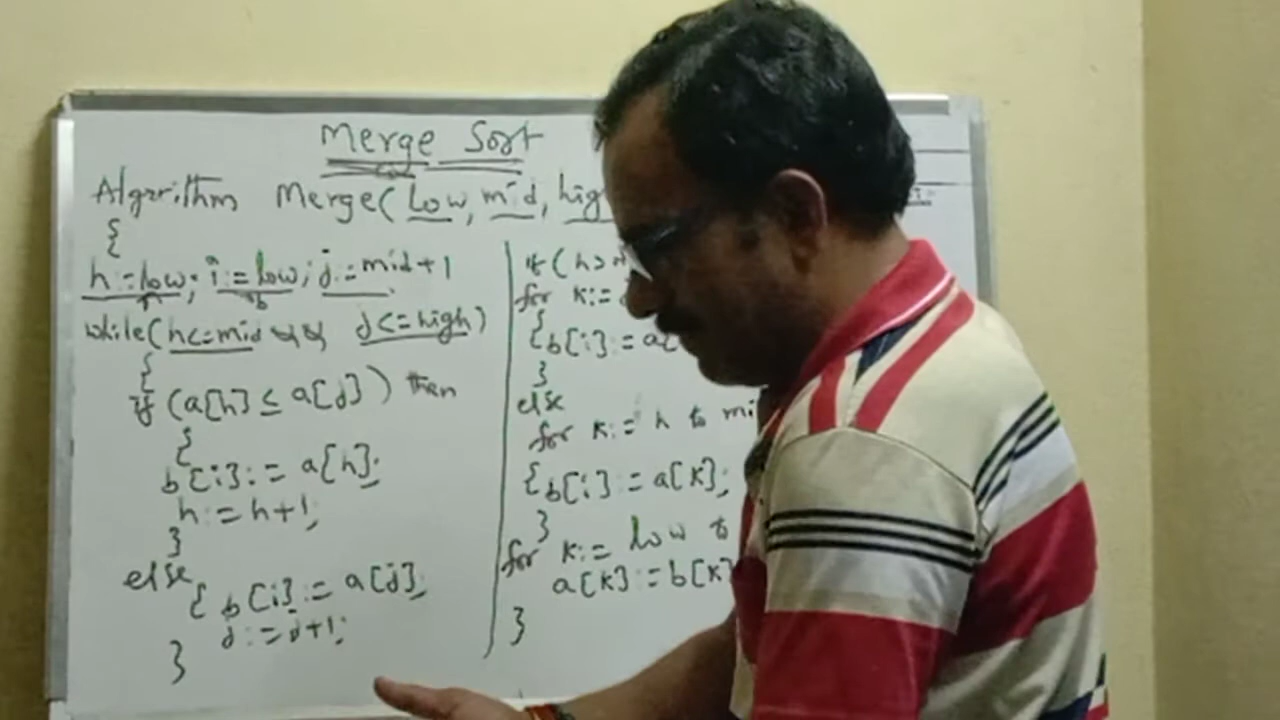 Merge Sort
Algorithm Merge(low, mid, hig
{
h:=low; i:=low; j:=mid+1
while(h<=mid && j<=high)
{
if (a[h] ≤ a[j]) then
{
b[i]:= a[h];
h:=h+1;
}
else
{ b[i]:= a[j];
j:=j+1;
}
if (h>
for k:=
{
{b[i]:= a[
}
else
for k:= h to mi
{b[i]:= a[k];
}
for k:= low to
a[k]:=b[k]
}